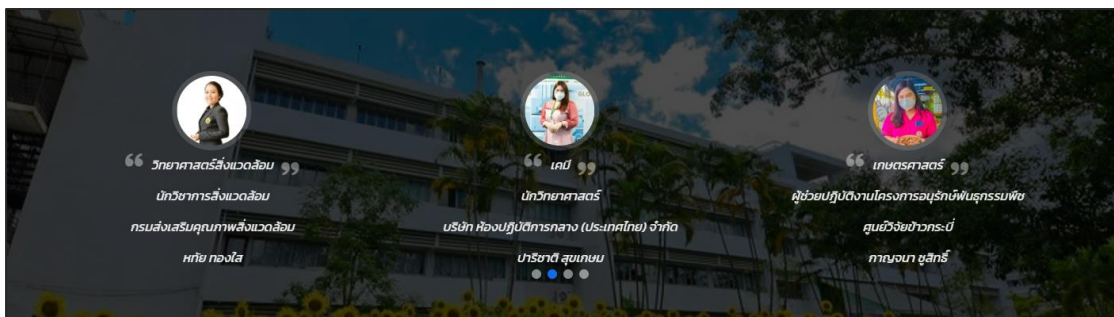 วิทยาศาสตร์สิ่งแวดล้อม
นักวิชาการสิ่งแวดล้อม
กรมส่งเสริมคุณภาพสิ่งแวดล้อม
หทัย ทองใส
เคมี
นักวิทยาศาสตร์
บริษัท ห้องปฏิบัติการกลาง (ประเทศไทย) จำกัด
ปาริชาติ สุขเกษม
เกษตรศาสตร์
ผู้ช่วยปฎิบัติงานโครงการอนุรักษ์พันธุกรรมพืช
ศูนย์วิจัยข้าวกระบี่
กาญจนา ชูสิทธิ์